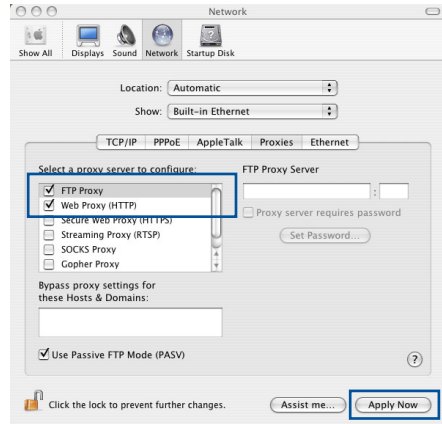 Network
Show All Displays Sound Network Startup Disk
Location: Automatic
Show: Built-in Ethernet
TCP/IP PPPoE AppleTalk Proxies Ethernet
Select a proxy server to configure: FTP Proxy Server
FTP Proxy
:
Web Proxy (HTTP)
Proxy server requires password
Secure Web Proxy (HTTPS)
Streaming Proxy (RTSP)
Set Password...
SOCKS Proxy
Gopher Proxy
Bypass proxy settings for
these Hosts & Domains:
Use Passive FTP Mode (PASV)
?
Click the lock to prevent further changes. Assist me... Apply Now